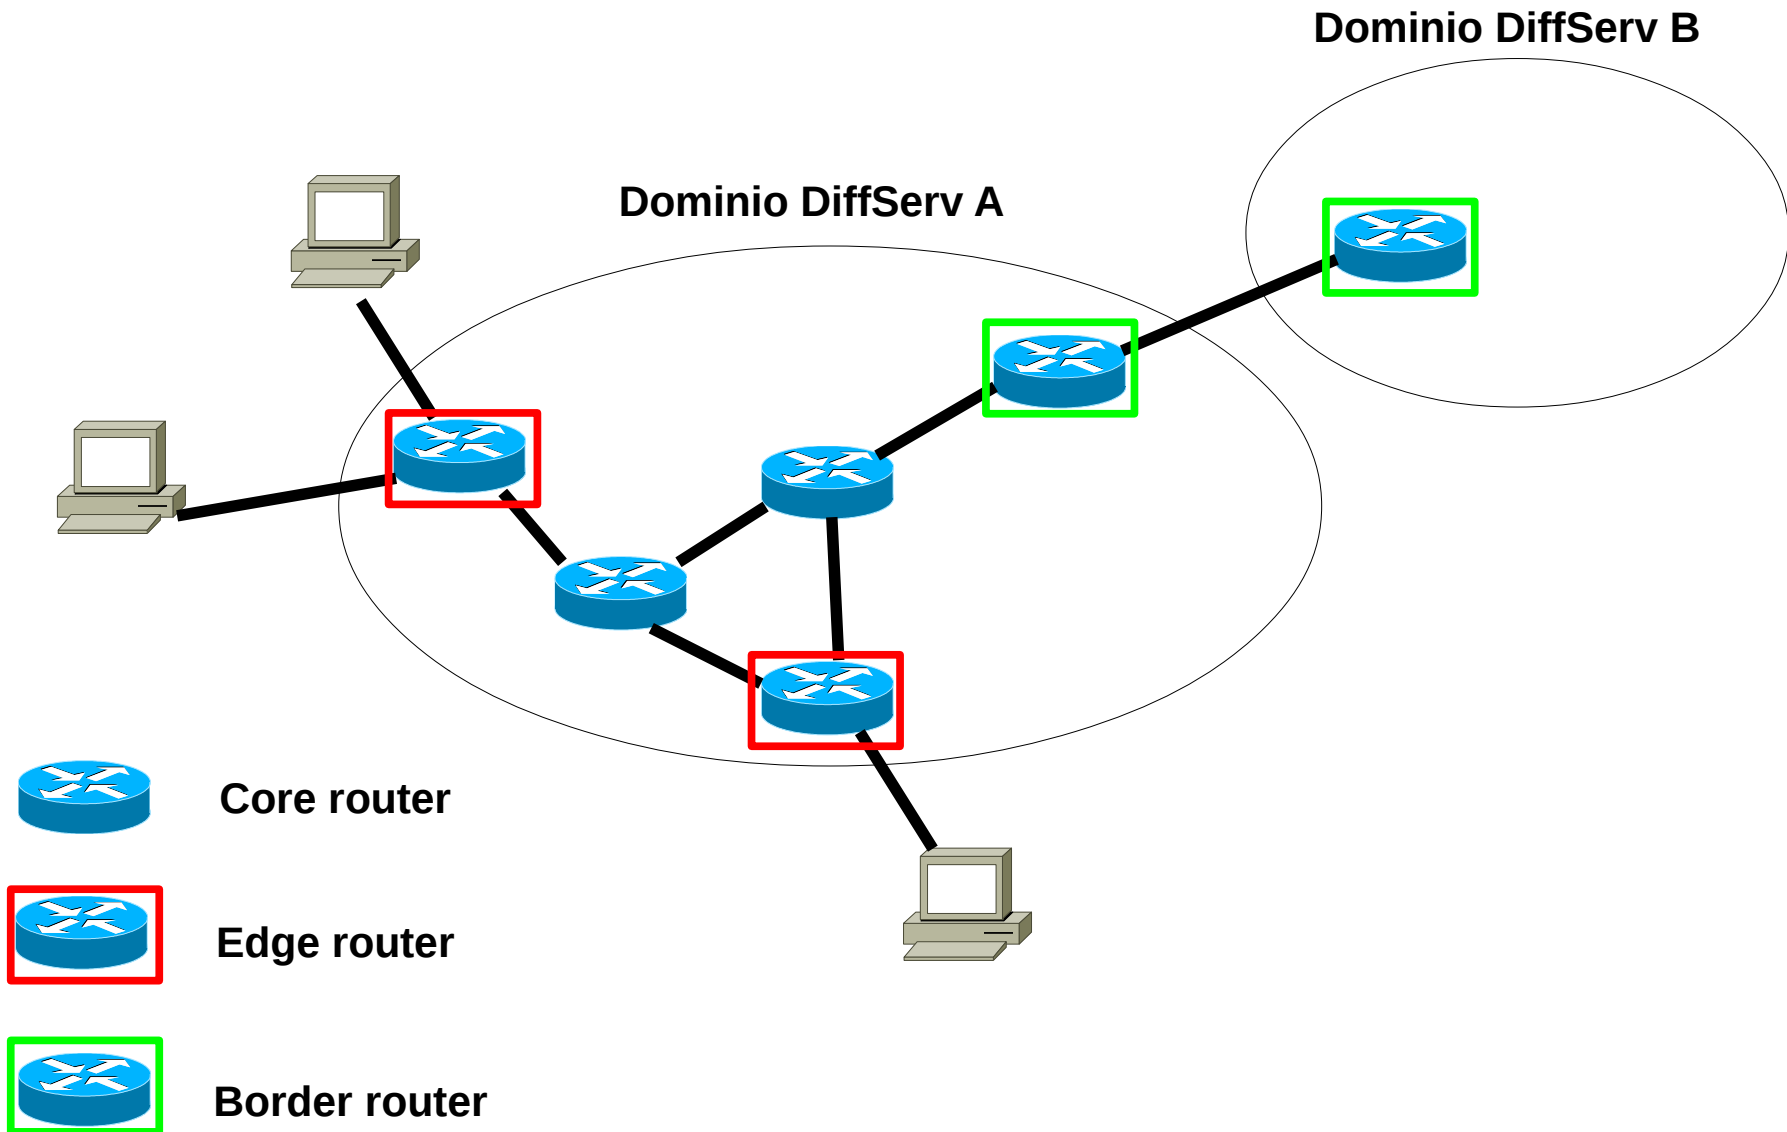 Dominio DiffServ B
Dominio DiffServ A
Core router
Edge router
Border router